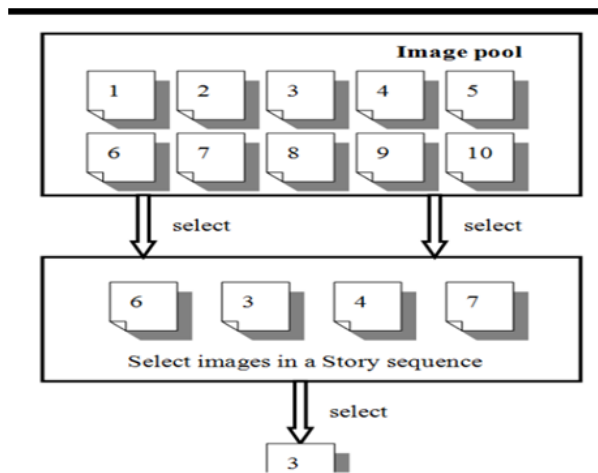 Image pool
1 2 3 4 5
6 7 8 9 10
select select
6 3 4 7
Select images in a Story sequence
select
3